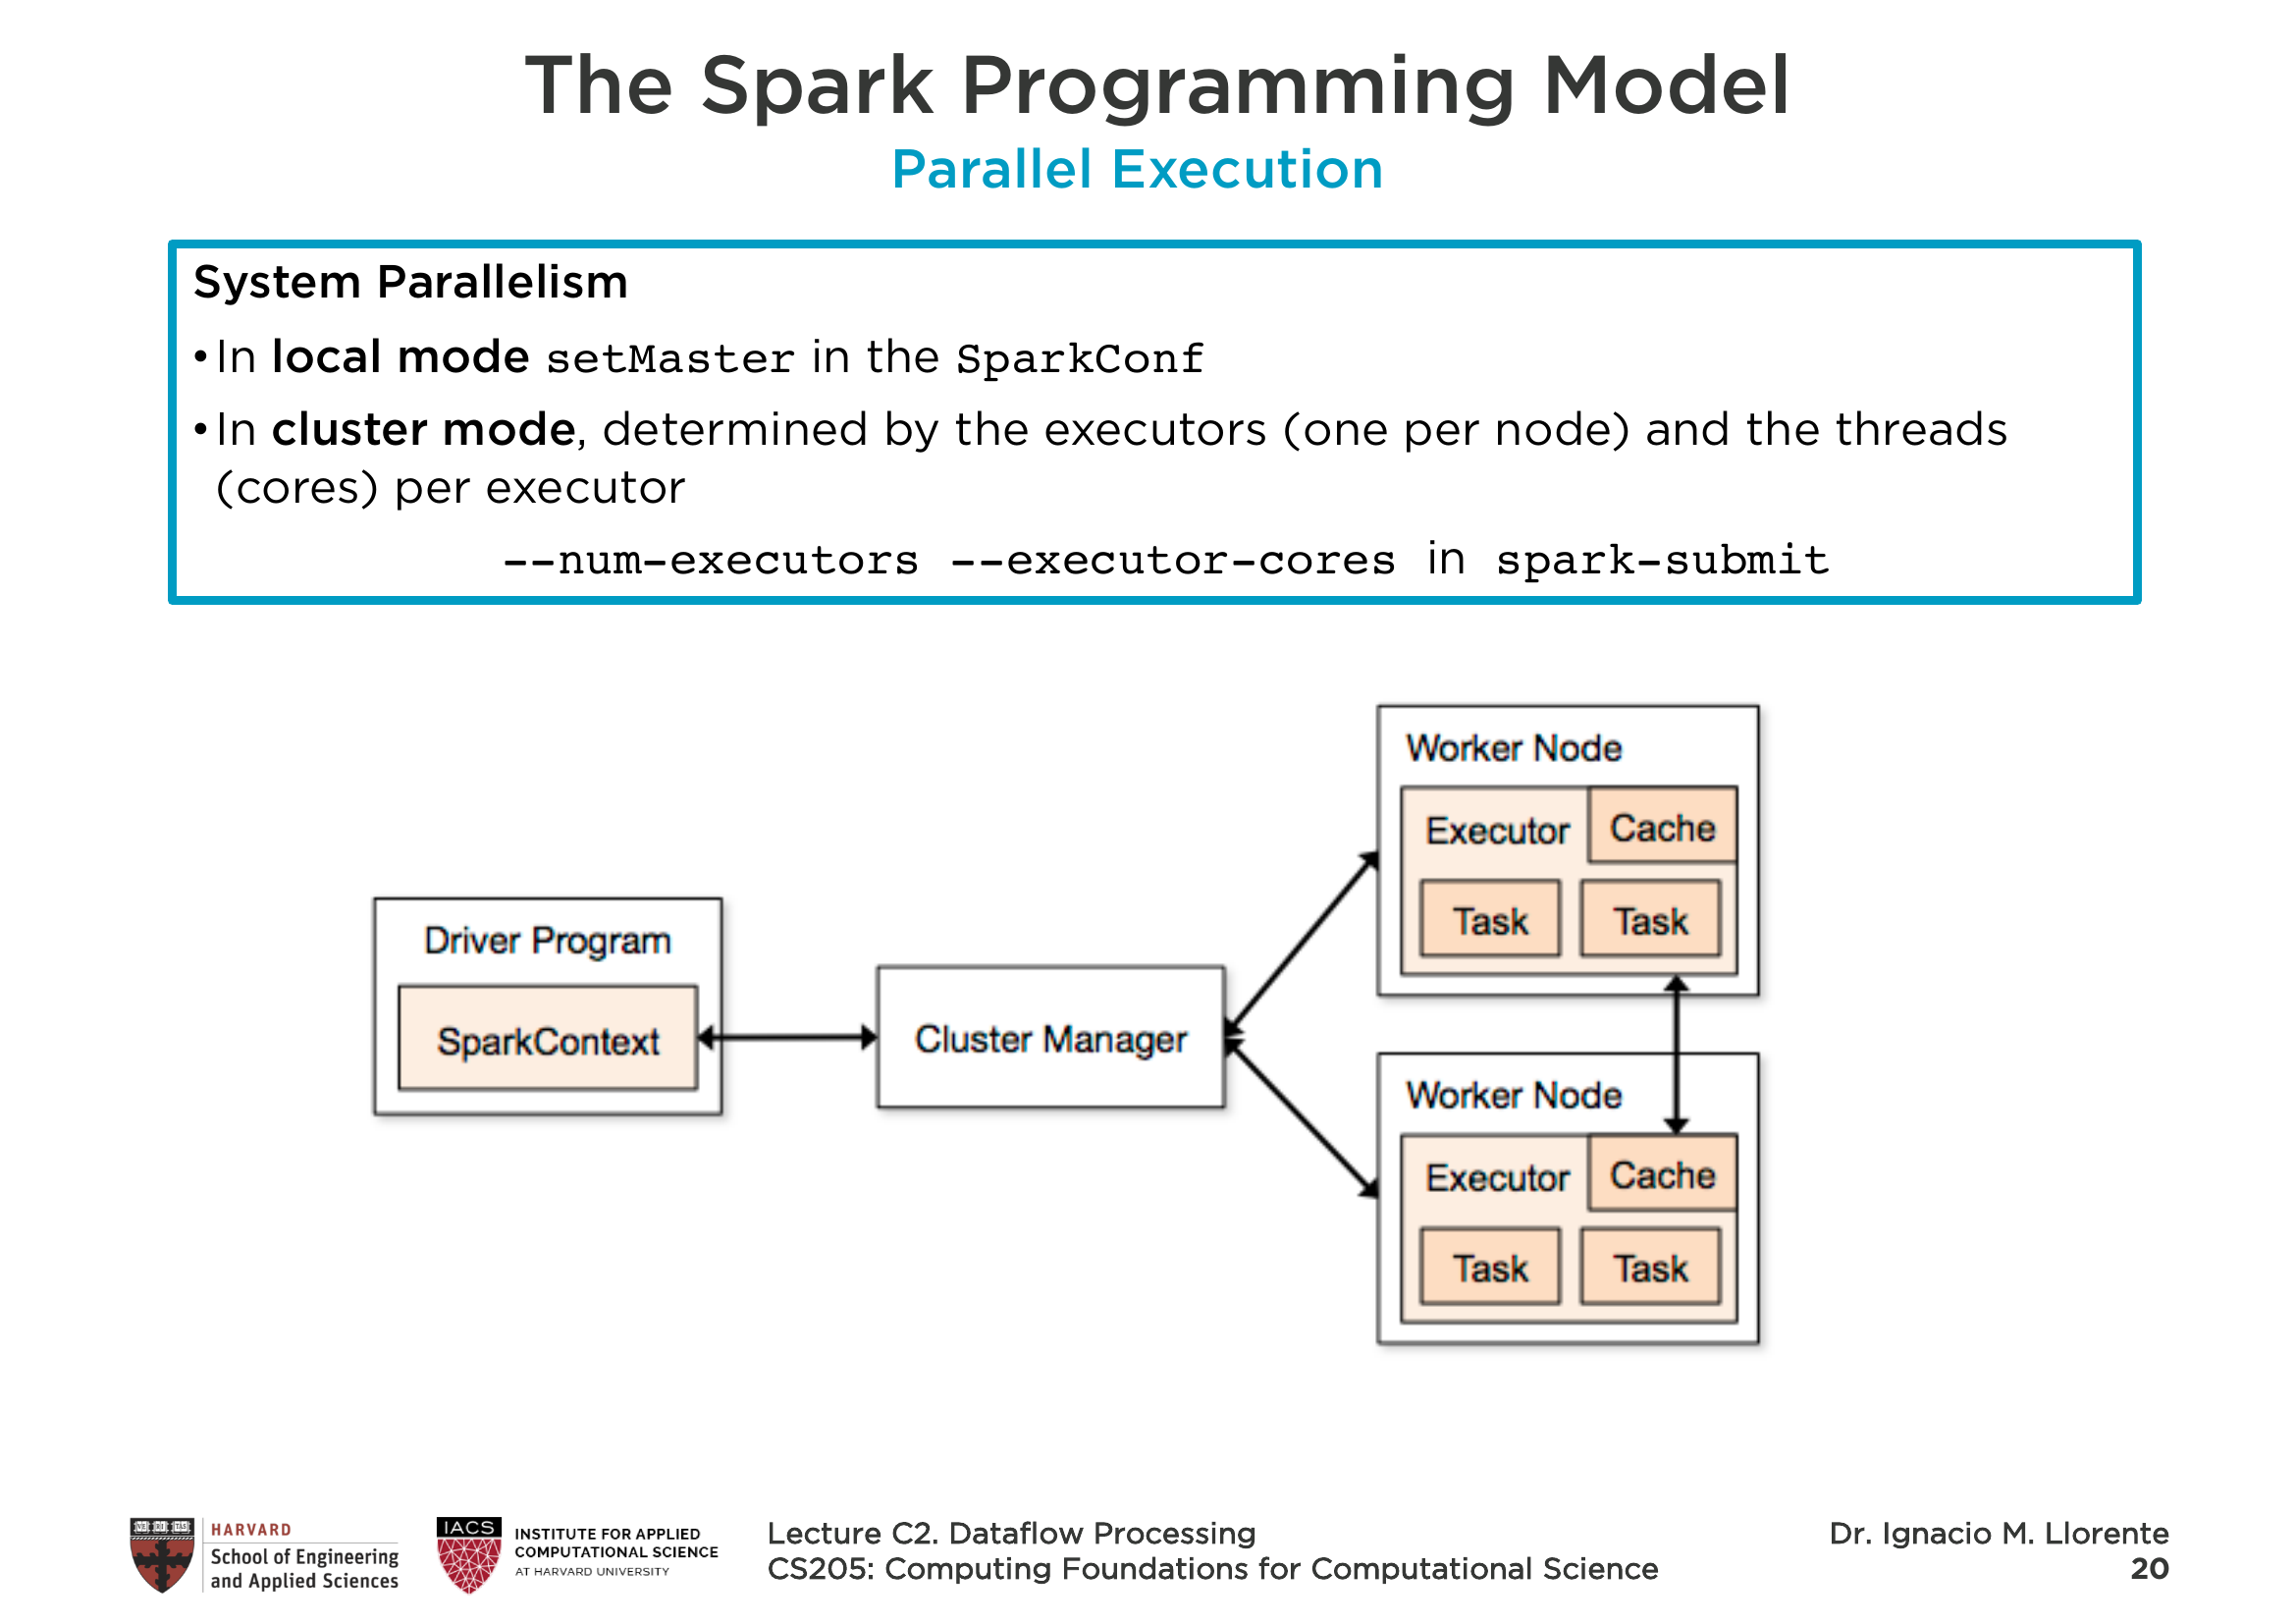 The Spark Programming Model
Parallel Execution
System Parallelism
•In local mode setMaster in the SparkConf
•In cluster mode, determined by the executors (one per node) and the threads
(cores) per executor
--num-executors --executor-cores in spark-submit
Worker Node
Executor Cache
Task Task
Driver Program
SparkContext
Cluster Manager
Worker Node
Executor Cache
Task Task
VE RI TAS
HARVARD
School of Engineering
and Applied Sciences
IACS
INSTITUTE FOR APPLIED
COMPUTATIONAL SCIENCE
AT HARVARD UNIVERSITY
Lecture C2. Dataflow Processing
CS205: Computing Foundations for Computational Science
Dr. Ignacio M. Llorente
20